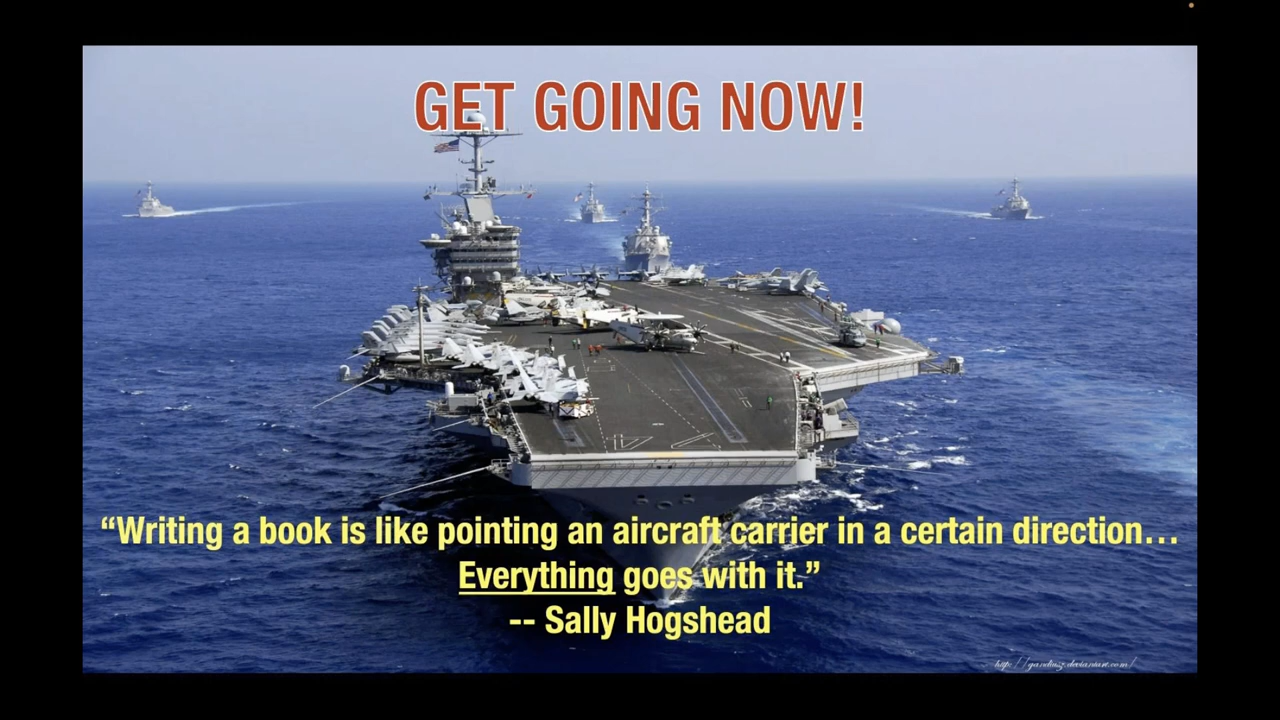 GET GOING NOW!
“Writing a book is like pointing an aircraft carrier in a certain direction…
Everything goes with it.”
-- Sally Hogshead